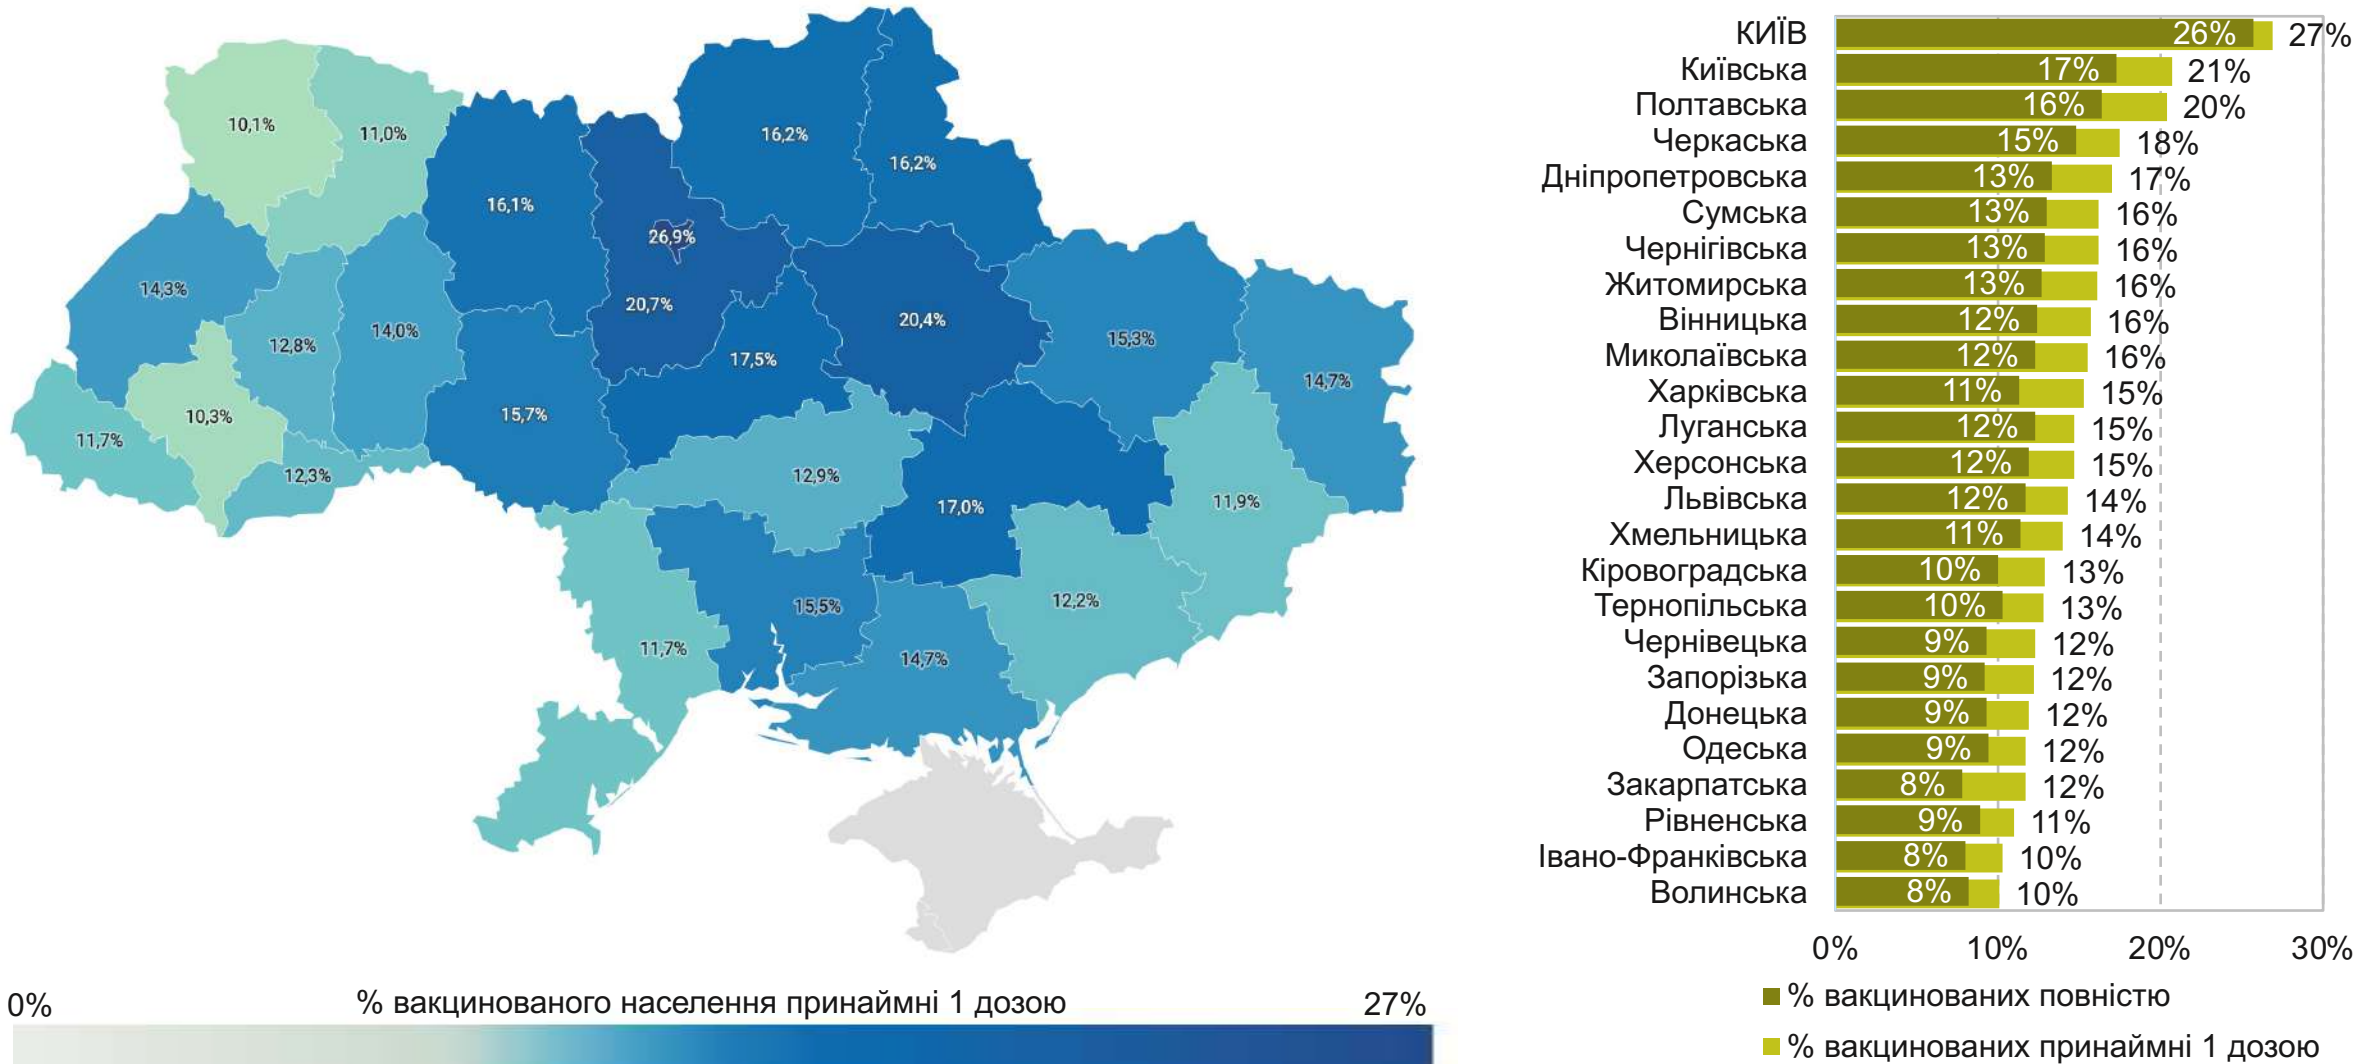 10,1%
11,0%
16,1%
16,2%
16,2%
26,9%
14,3%
20,7%
20,4%
12,8%
14,0%
17,5%
15,3%
14,7%
10,3%
15,7%
11,7%
12,3%
12,9%
17,0%
11,9%
15,5%
12,2%
11,7%
14,7%
0% % вакцинованого населення принаймні 1 дозою 27%
КИЇВ 26% 27%
Київська 17% 21%
Полтавська 16% 20%
Черкаська 15% 18%
Дніпропетровська 13% 17%
Сумська 13% 16%
Чернігівська 13% 16%
Житомирська 13% 16%
Вінницька 12% 16%
Миколаївська 12% 16%
Харківська 11% 15%
Луганська 12% 15%
Херсонська 12% 15%
Львівська 12% 14%
Хмельницька 11% 14%
Кіровоградська 10% 13%
Тернопільська 10% 13%
Чернівецька 9% 12%
Запорізька 9% 12%
Донецька 9% 12%
Одеська 9% 12%
Закарпатська 8% 12%
Рівненська 9% 11%
Івано-Франківська 8% 10%
Волинська 8% 10%
0% 10% 20% 30%
% вакцинованих повністю
% вакцинованих принаймні 1 дозою